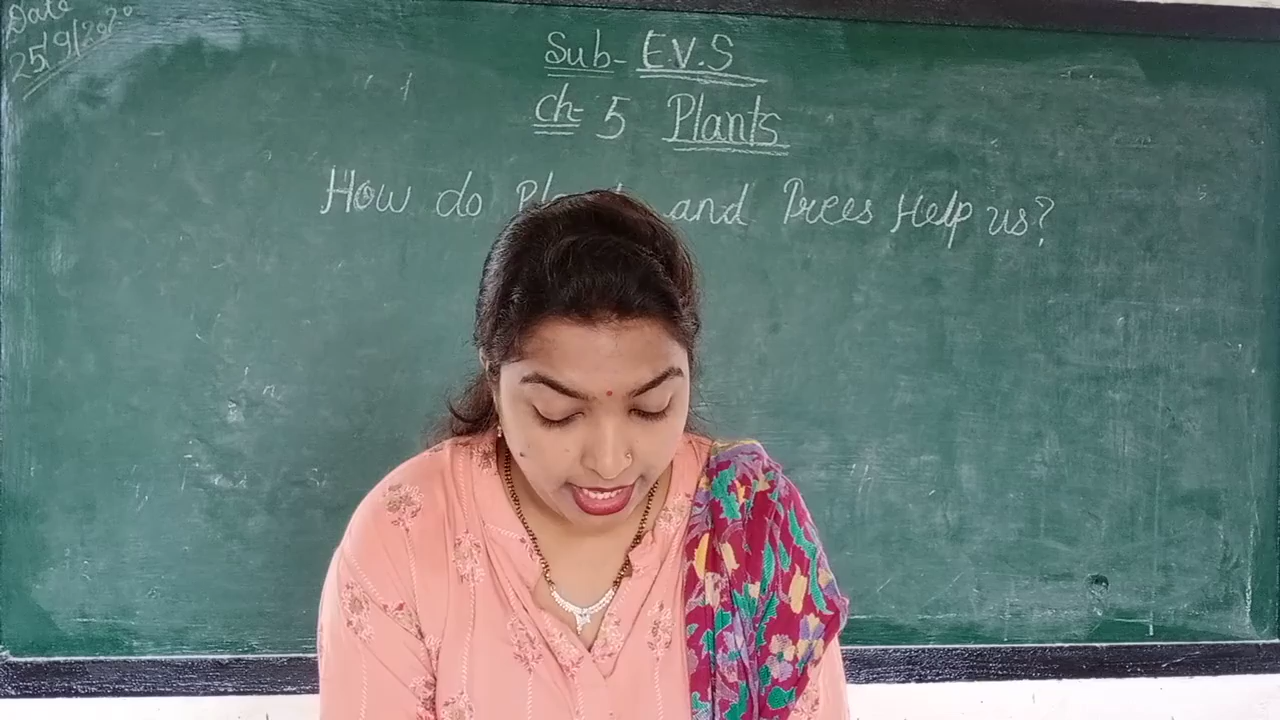 Date
25/9/2020
Sub- E.V.S
Ch- 5 Plants
How do and Trees Help us?